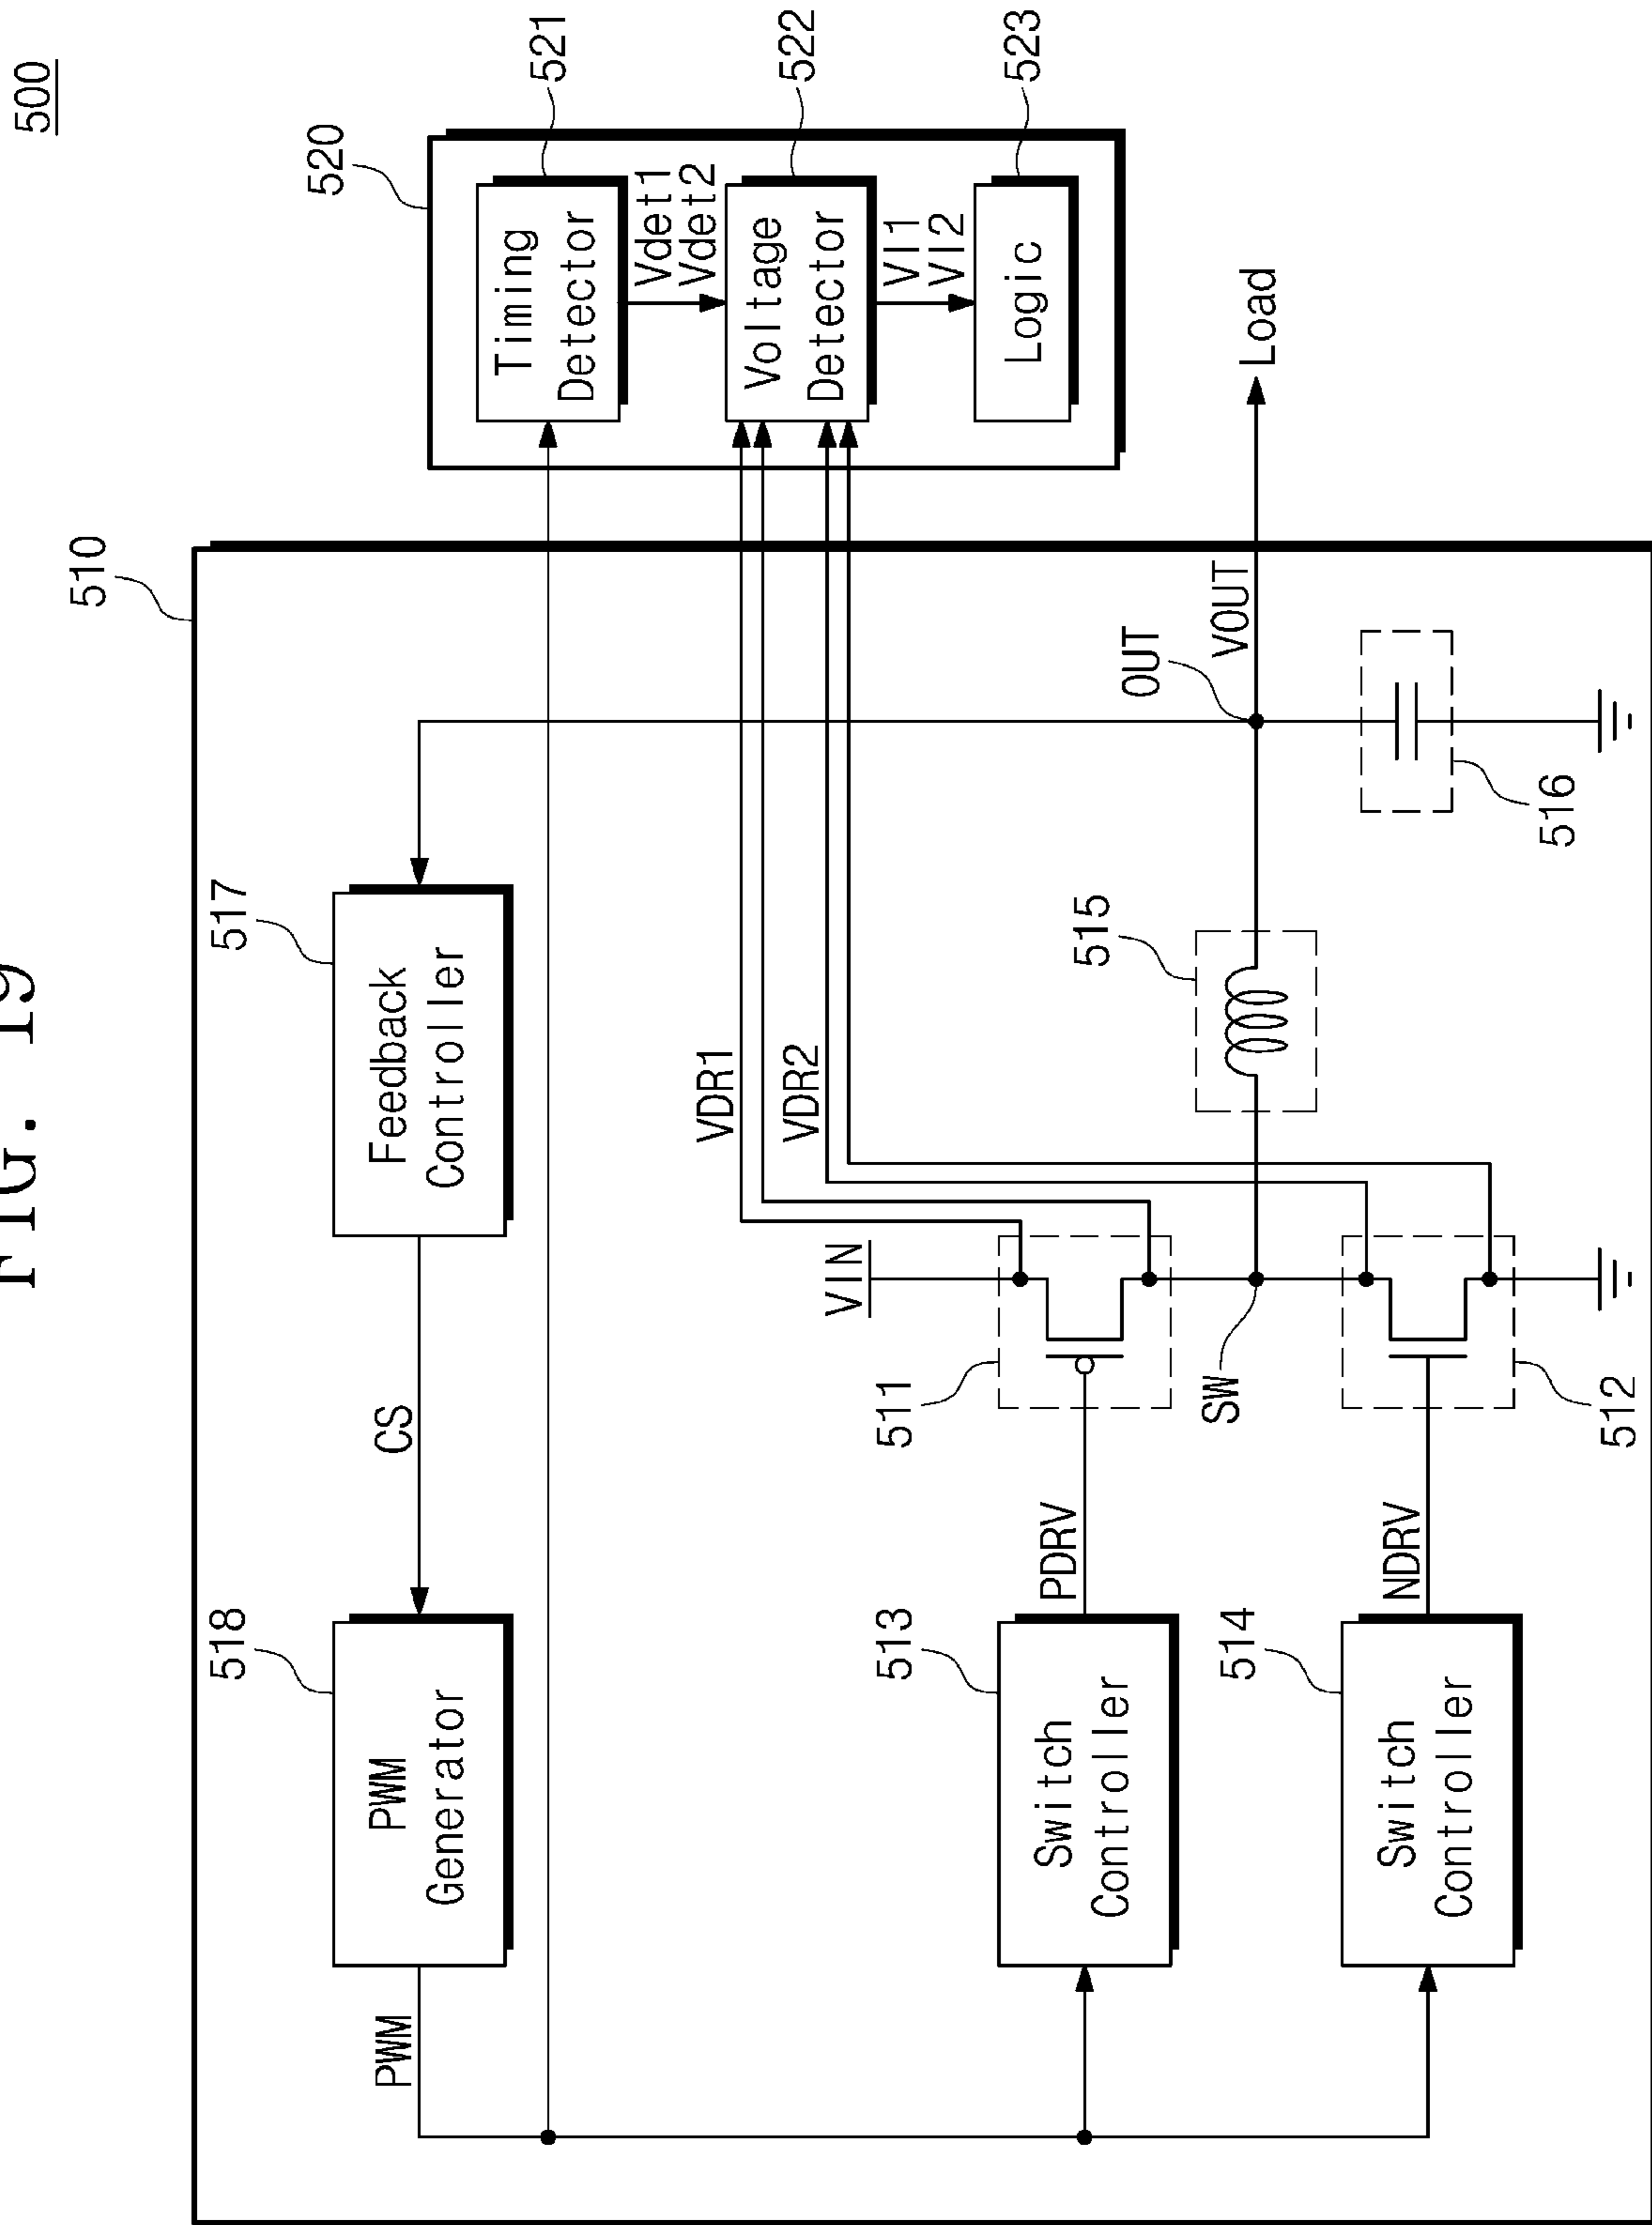 FIG. 19
500
510
518
PWM
Generator
PWM
CS
517
Feedback
Controller
520
521
Timing
Detector
Vdet1
Vdet2
522
Voltage
Detector
VI1
VI2
523
Logic
VDR1
VDR2
VIN
511
513
Switch
Controller
PDRV
SW
515
OUT
VOUT
Load
514
Switch
Controller
NDRV
512
516